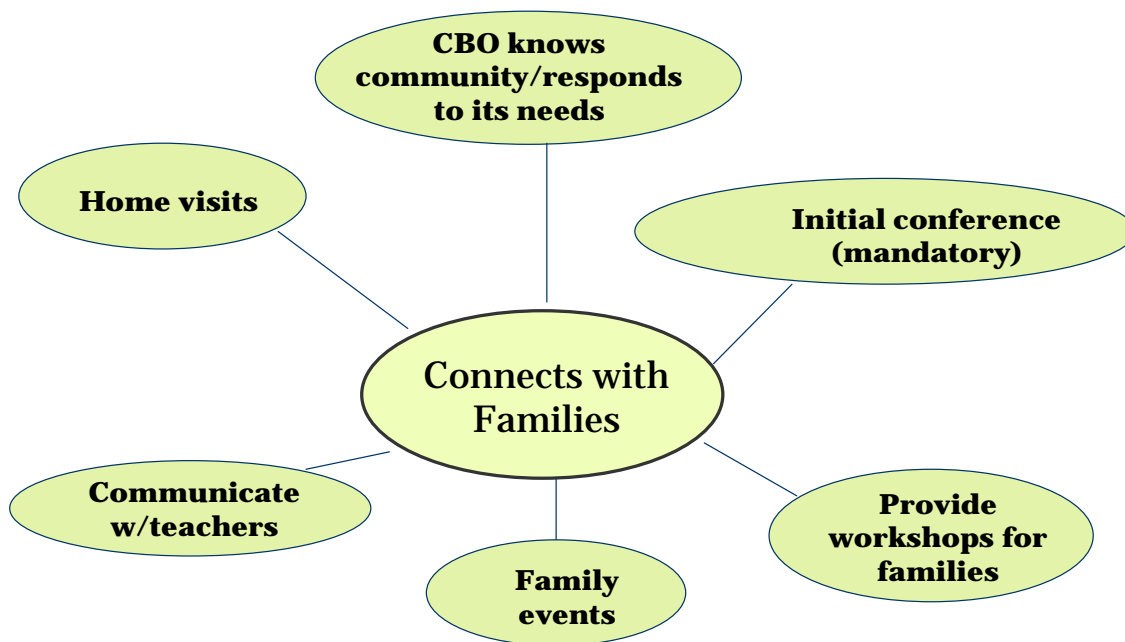 CBO knows
community/responds
to its needs
Home visits
Initial conference
(mandatory)
Connects with
Families
Communicate
w/teachers
Provide
workshops for
families
Family
events